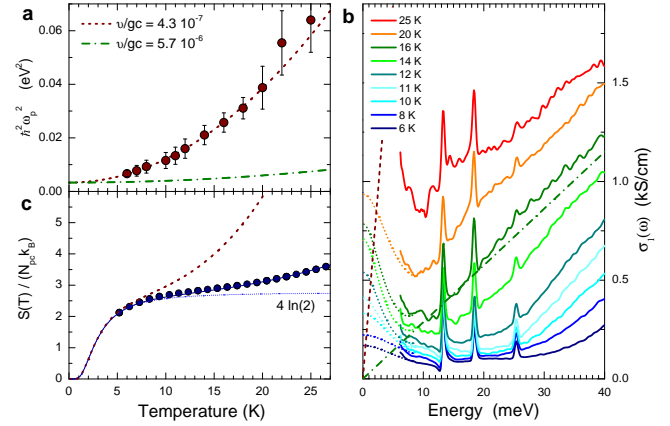 a
υ/gc = 4.3 10⁻⁷
υ/gc = 5.7 10⁻⁶
ℏ²ωₚ² (eV²)
0.06
0.04
0.02
0.00
c
S(T) / (N_pc k_B)
5
4
3
2
1
0
4 ln(2)
0 5 10 15 20 25
Temperature (K)
b
25 K
20 K
16 K
14 K
12 K
11 K
10 K
8 K
6 K
1.5
1.0
0.5
0.0
σ₁(ω) (kS/cm)
0 10 20 30 40
Energy (meV)